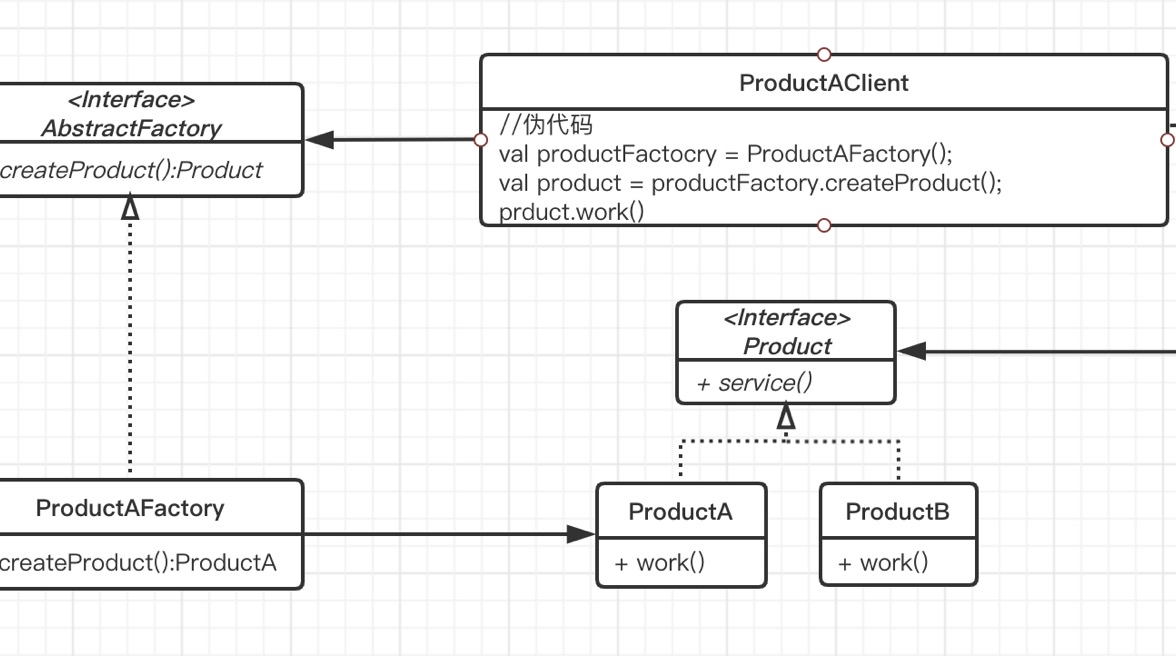 <Interface>
AbstractFactory
createProduct():Product
ProductAClient
//伪代码
val productFactocry = ProductAFactory();
val product = productFactory.createProduct();
prduct.work()
<Interface>
Product
+ service()
ProductAFactory
createProduct():ProductA
ProductA
+ work()
ProductB
+ work()